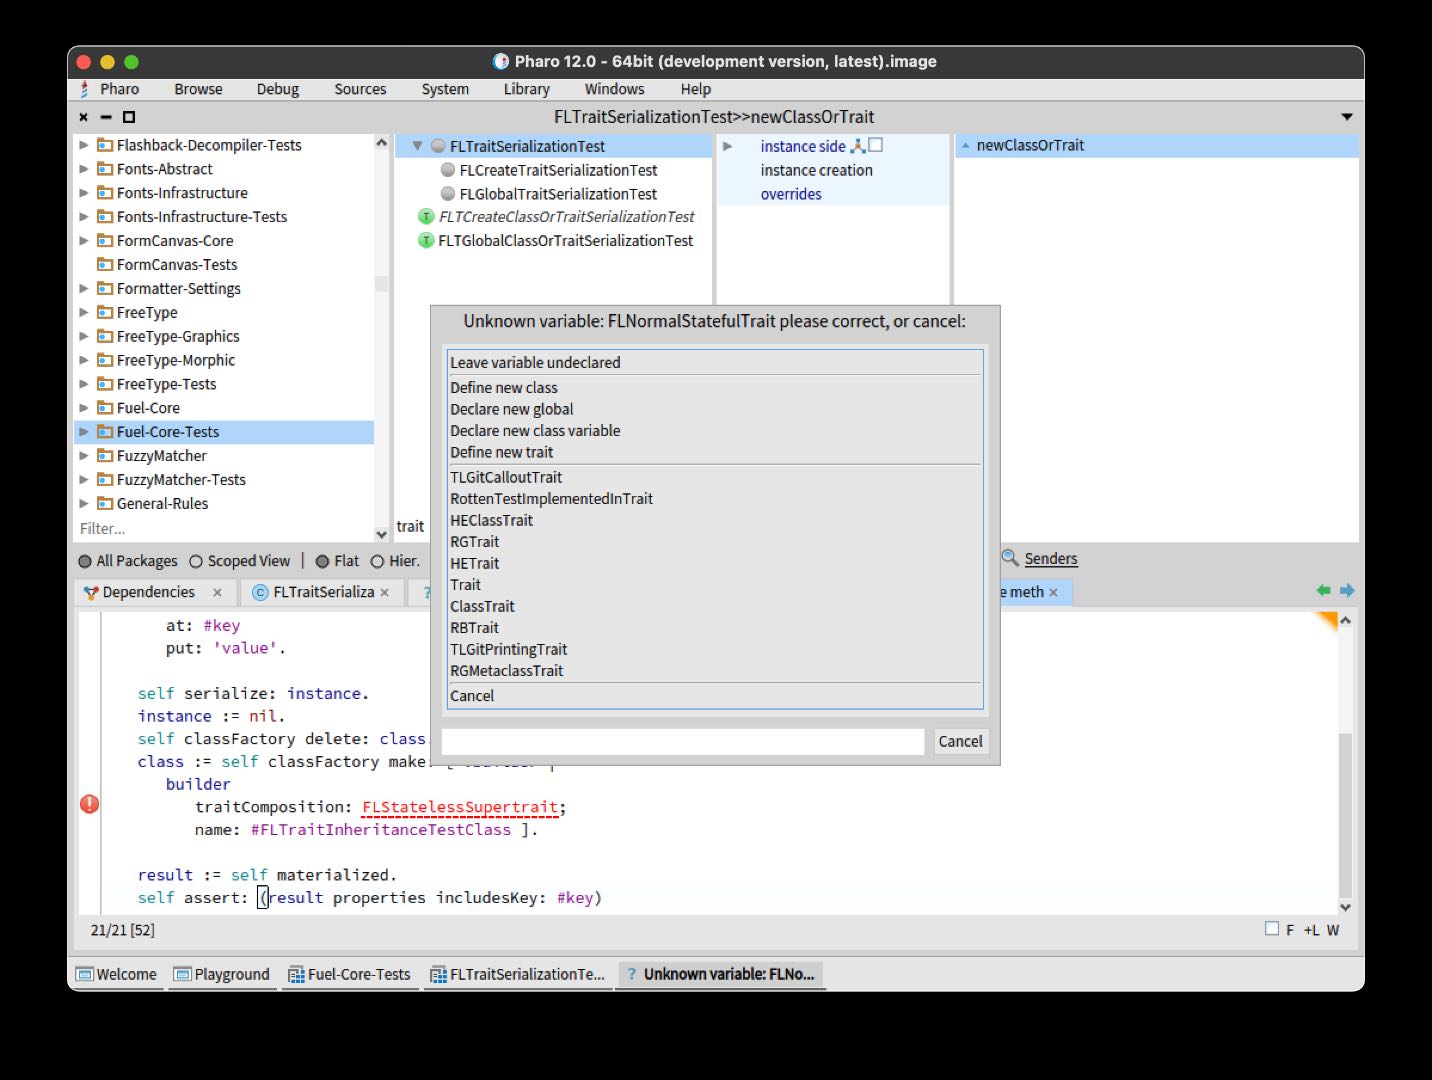 Pharo 12.0 - 64bit (development version, latest).image
Pharo Browse Debug Sources System Library Windows Help
FLTraitSerializationTest>>newClassOrTrait
Flashback-Decompiler-Tests
Fonts-Abstract
Fonts-Infrastructure
Fonts-Infrastructure-Tests
FormCanvas-Core
FormCanvas-Tests
Formatter-Settings
FreeType
FreeType-Graphics
FreeType-Morphic
FreeType-Tests
Fuel-Core
Fuel-Core-Tests
FuzzyMatcher
FuzzyMatcher-Tests
General-Rules
Filter...
FLTraitSerializationTest
FLCreateTraitSerializationTest
FLGlobalTraitSerializationTest
T FLTCreateClassOrTraitSerializationTest
T FLTGlobalClassOrTraitSerializationTest
trait
instance side
instance creation
overrides
newClassOrTrait
Unknown variable: FLNormalStatefulTrait please correct, or cancel:
Leave variable undeclared
Define new class
Declare new global
Declare new class variable
Define new trait
TLGitCalloutTrait
RottenTestImplementedInTrait
HEClassTrait
RGTrait
HETrait
Trait
ClassTrait
RBTrait
TLGitPrintingTrait
RGMetaclassTrait
Cancel
Cancel
All Packages Scoped View | Flat Hier.
Senders
Dependencies × C FLTraitSerializa × ? e meth ×
at: #key
put: 'value'.
self serialize: instance.
instance := nil.
self classFactory delete: class
class := self classFactory make: [
builder
traitComposition: FLStatelessSupertrait;
name: #FLTraitInheritanceTestClass ].
result := self materialized.
self assert: (result properties includesKey: #key)
21/21 [52]
F +L W
Welcome Playground Fuel-Core-Tests FLTraitSerializationTe... ? Unknown variable: FLNo...